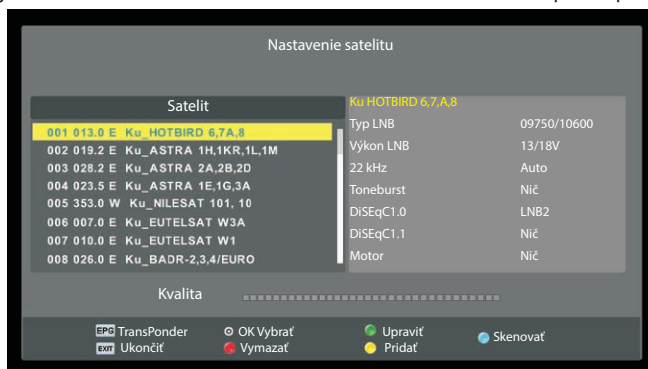 Nastavenie satelitu
Satelit
001 013.0 E Ku_HOTBIRD 6,7A,8
002 019.2 E Ku_ASTRA 1H,1KR,1L,1M
003 028.2 E Ku_ASTRA 2A,2B,2D
004 023.5 E Ku_ASTRA 1E,1G,3A
005 353.0 W Ku_NILESAT 101, 10
006 007.0 E Ku_EUTELSAT W3A
007 010.0 E Ku_EUTELSAT W1
008 026.0 E Ku_BADR-2,3,4/EURO
Ku HOTBIRD 6,7,A,8
Typ LNB 09750/10600
Výkon LNB 13/18V
22 kHz Auto
Toneburst Nič
DiSEqC1.0 LNB2
DiSEqC1.1 Nič
Motor Nič
Kvalita
EPG TransPonder OK Vybrať Upraviť Skenovať
EXIT Ukončiť Vymazať Pridať